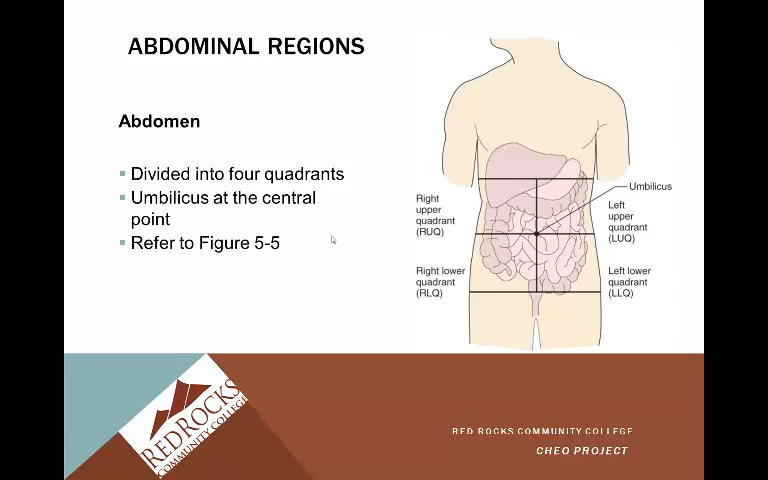 ABDOMINAL REGIONS
Abdomen
Divided into four quadrants
Umbilicus at the central
point
Refer to Figure 5-5
Umbilicus
Right
upper
quadrant
(RUQ)
Left
upper
quadrant
(LUQ)
Right lower
quadrant
(RLQ)
Left lower
quadrant
(LLQ)
RED ROCKS
COMMUNITY COLLEGE
RED ROCKS COMMUNITY COLLEGE
CHEO PROJECT